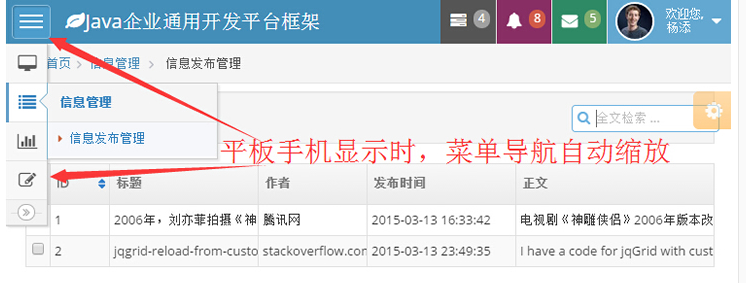 Java企业通用开发平台框架 4 8 5 欢迎您, 杨添
首页 > 信息管理 > 信息发布管理
信息管理
信息发布管理
全文检索 ...
平板手机显示时，菜单导航自动缩放
ID 标题 作者 发布时间 正文
1 2006年，刘亦菲拍摄《神 腾讯网 2015-03-13 16:33:42 电视剧《神雕侠侣》2006年版本改
2 jqgrid-reload-from-custo stackoverflow.com 2015-03-13 23:49:35 I have a code for jqGrid with cust